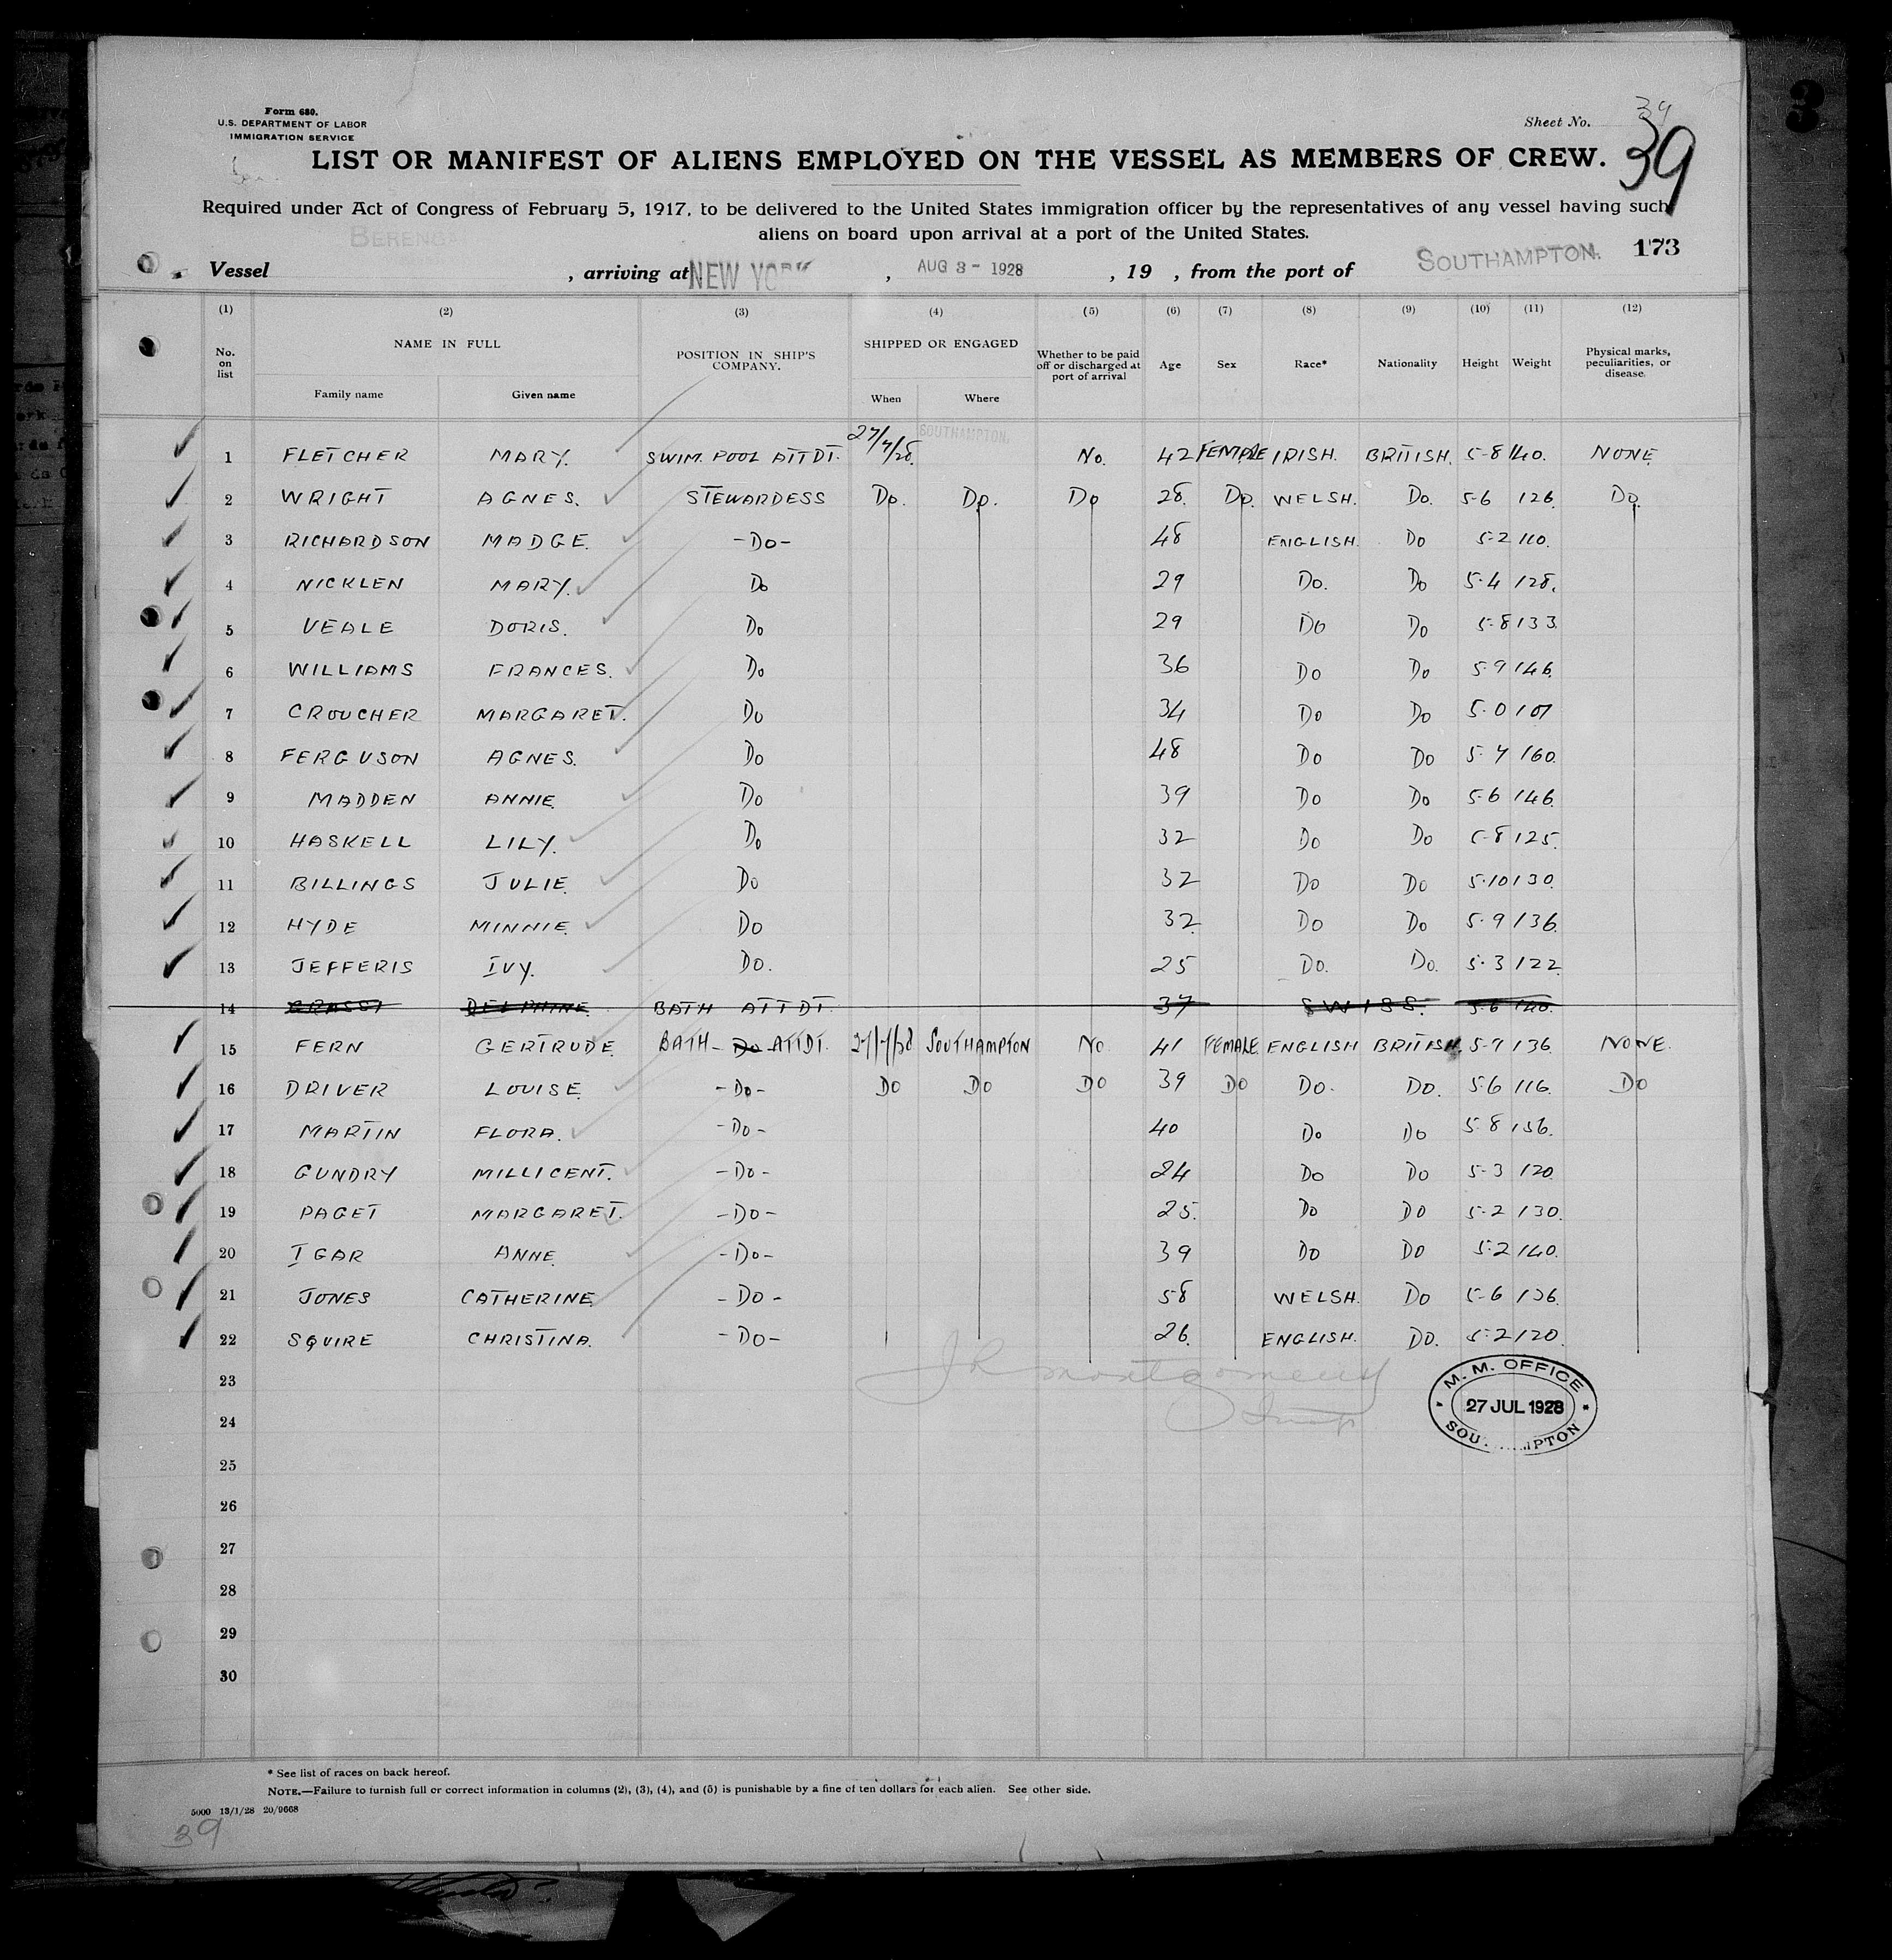 Form 680.
U.S. DEPARTMENT OF LABOR
IMMIGRATION SERVICE
Sheet No. 39
39
LIST OR MANIFEST OF ALIENS EMPLOYED ON THE VESSEL AS MEMBERS OF CREW.
Required under Act of Congress of February 5, 1917, to be delivered to the United States immigration officer by the representatives of any vessel having such
aliens on board upon arrival at a port of the United States.
173
Vessel BERENGA , arriving at NEW YORK , AUG 3 - 1928 , 19 , from the port of SOUTHAMPTON.
(1) (2) (3) (4) (5) (6) (7) (8) (9) (10) (11) (12)
No. on list NAME IN FULL POSITION IN SHIP'S COMPANY. SHIPPED OR ENGAGED Whether to be paid off or discharged at port of arrival Age Sex Race* Nationality Height Weight Physical marks, peculiarities, or disease.
Family name Given name When Where
1 FLETCHER MARY. SWIM. POOL ATTDT. 27/7/28. SOUTHAMPTON. No. 42 FEMALE IRISH. BRITISH. 5-8 140. NONE
2 WRIGHT AGNES. STEWARDESS Do. Do. Do 28. Do. WELSH. Do. 5-6 126. Do.
3 RICHARDSON MADGE. -Do- 48 ENGLISH. Do 5-2 110.
4 NICKLEN MARY. Do 29 Do. Do 5-4 128.
5 VEALE DORIS. Do 29 Do Do 5-8 133.
6 WILLIAMS FRANCES. Do 36 Do Do 5-9 146.
7 CROUCHER MARGARET. Do 34 Do Do 5-0 107
8 FERGUSON AGNES. Do 48 Do Do 5-7 160.
9 MADDEN ANNIE. Do 39 Do Do 5-6 146.
10 HASKELL LILY. Do 32 Do Do 5-8 125.
11 BILLINGS JULIE. Do 32 Do Do 5-10 130.
12 HYDE MINNIE. Do 32. Do Do 5-9 136.
13 JEFFERIS IVY. Do. 25 Do. Do. 5-3 122
14 GRASSI DELPHINE. BATH ATTDT. 37 SWISS. 5-6 140.
15 FERN GERTRUDE. BATH - Do - ATTDT. 27/7/28 SOUTHAMPTON No 41 FEMALE. ENGLISH BRITISH. 5-7 136. NONE.
16 DRIVER LOUISE. -Do- Do Do Do 39 Do Do. Do. 5-6 116. Do
17 MARTIN FLORA. -Do- 40 Do Do 5-8 136.
18 GUNDRY MILLICENT. -Do- 24 Do Do 5-3 120.
19 PAGET MARGARET. -Do- 25. Do Do 5-2 130.
20 IGAR ANNE. -Do- 39 Do Do 5-2 140.
21 JONES CATHERINE. -Do- 58 WELSH. Do 5-6 136.
22 SQUIRE CHRISTINA. -Do- 26. ENGLISH. Do. 5-2 120.
23
24
25
26
27
28
29
30
J R Montgomery
M. M. OFFICE
27 JUL 1928
* See list of races on back hereof.
NOTE.—Failure to furnish full or correct information in columns (2), (3), (4), and (5) is punishable by a fine of ten dollars for each alien. See other side.
5000 13/1/28 20/9668
39